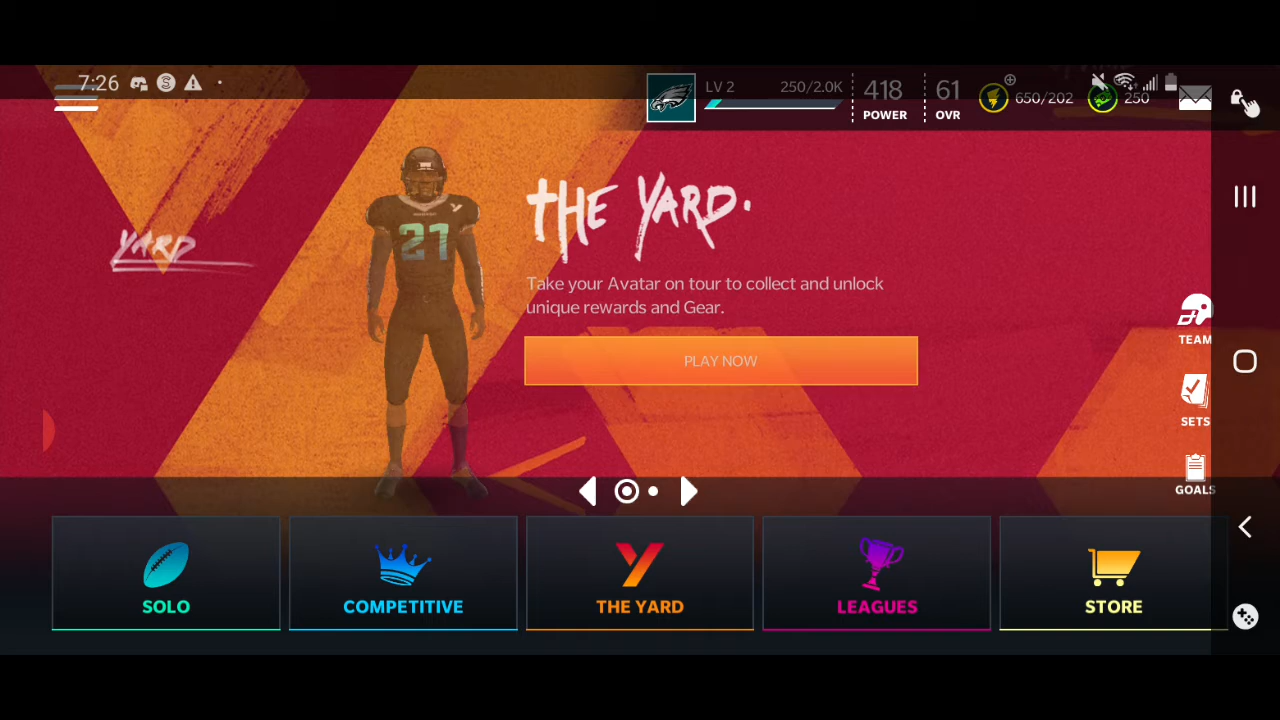 7:26
LV 2 250/2.0K
418 POWER
61 OVR
650/202
250
YARD
21
THE YARD.
Take your Avatar on tour to collect and unlock
unique rewards and Gear.
PLAY NOW
TEAM
SETS
GOALS
SOLO
COMPETITIVE
THE YARD
LEAGUES
STORE